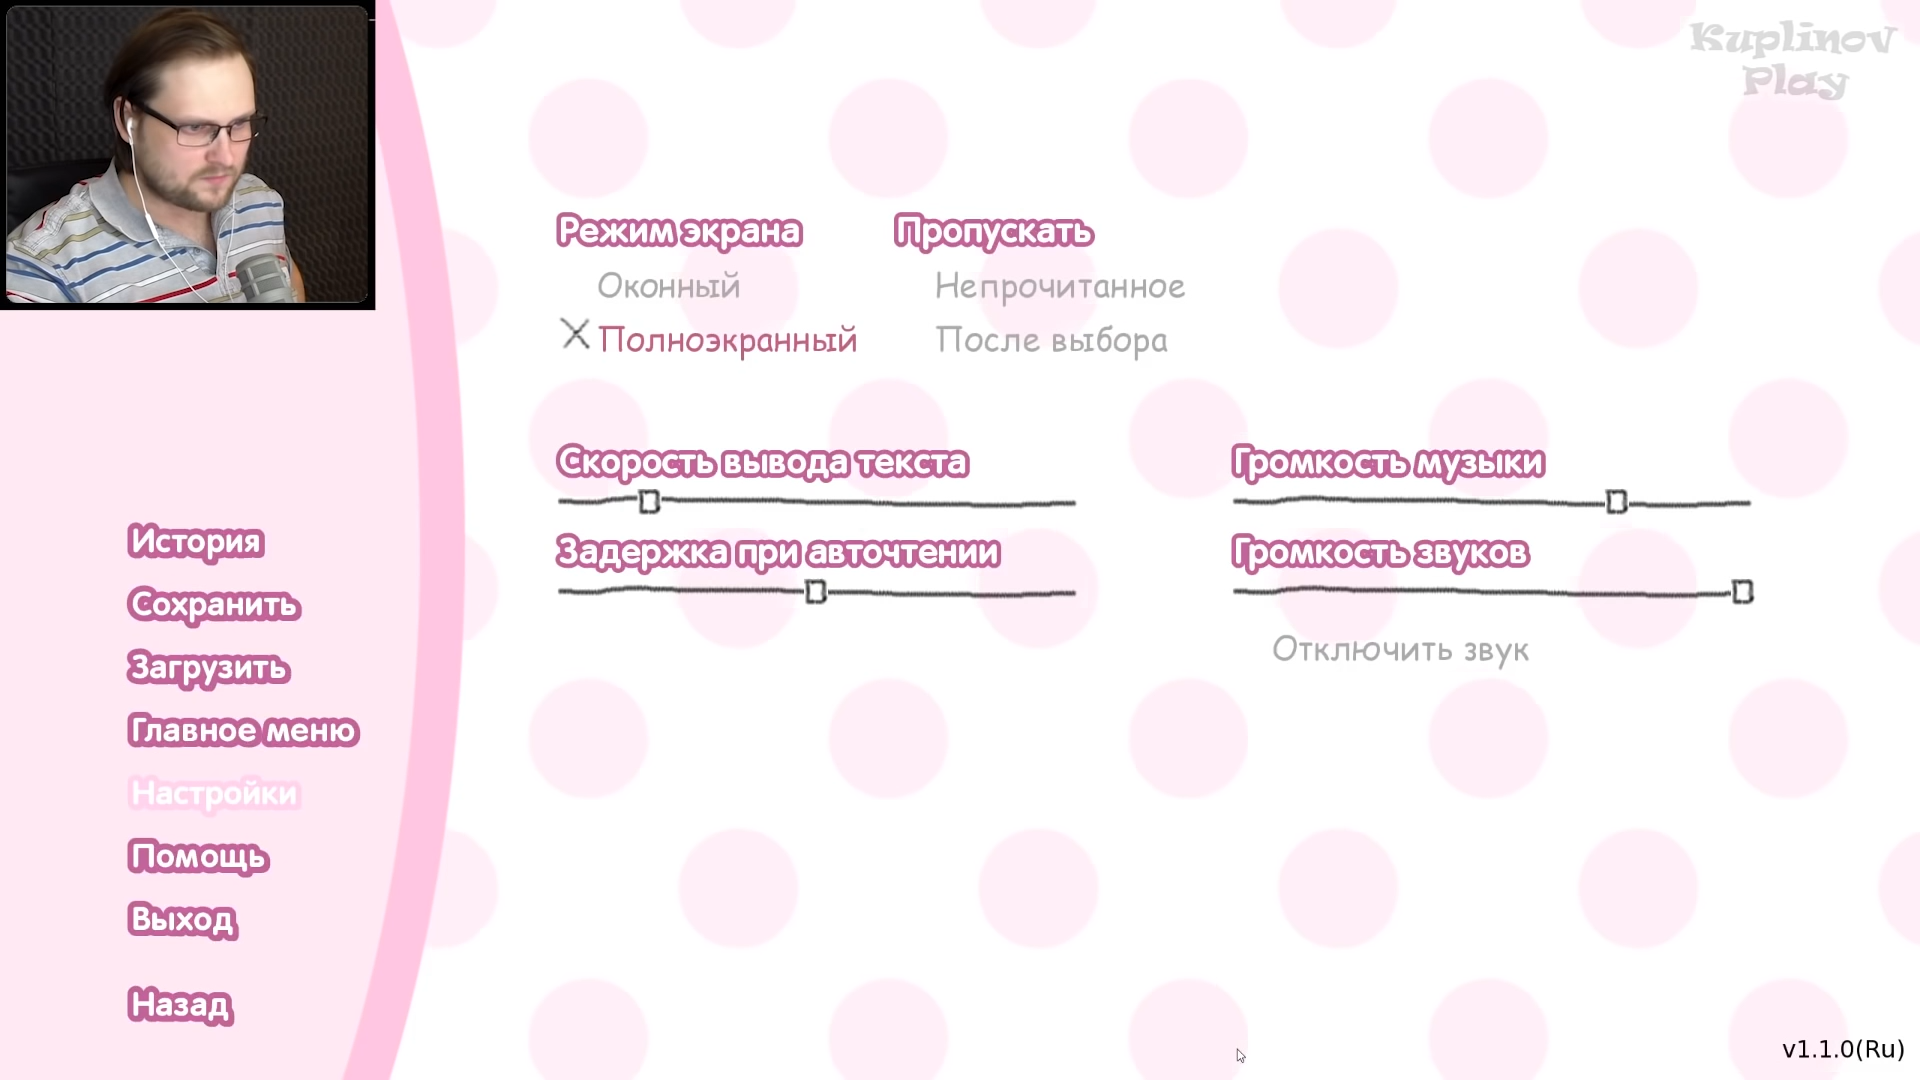 Kuplinov
Play
Режим экрана
Оконный
Полноэкранный
Пропускать
Непрочитанное
После выбора
Скорость вывода текста
Задержка при авточтении
Громкость музыки
Громкость звуков
Отключить звук
История
Сохранить
Загрузить
Главное меню
Настройки
Помощь
Выход
Назад
v1.1.0(Ru)